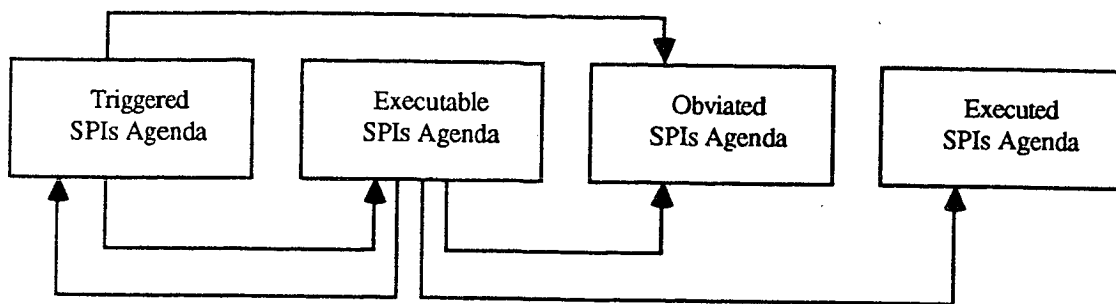 Triggered
SPIs Agenda
Executable
SPIs Agenda
Obviated
SPIs Agenda
Executed
SPIs Agenda